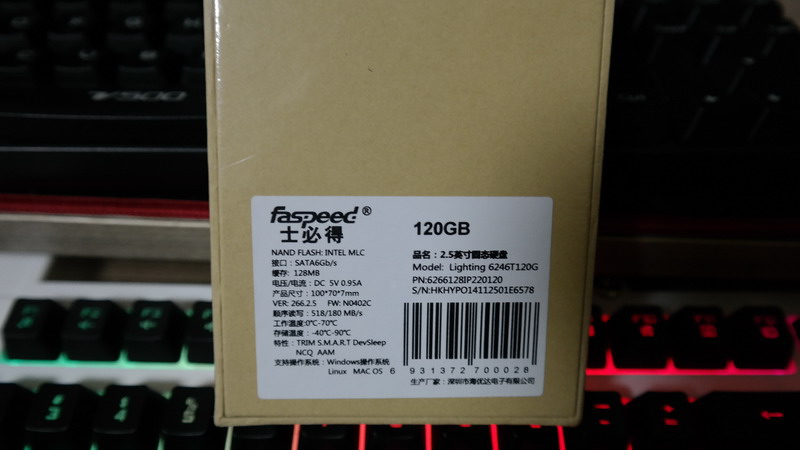 A500
faspeed®
士必得
120GB
NAND FLASH: INTEL MLC
接口：SATA6Gb/s
缓存: 128MB
电压/电流：DC 5V 0.95A
产品尺寸：100*70*7mm
VER: 266.2.5 FW: N0402C
顺序读写：518/180 MB/s
工作温度:0℃-70℃
存储温度: -40℃-90℃
特性：TRIM S.M.A.R.T DevSleep
NCQ AAM
支持操作系统：Windows操作系统
Linux MAC OS
品名：2.5英寸固态硬盘
Model: Lighting 6246T120G
PN:6266128IP220120
S/N:HKHYPO14112501E6578
6 931372 700028
生产厂家：深圳市海优达电子有限公司